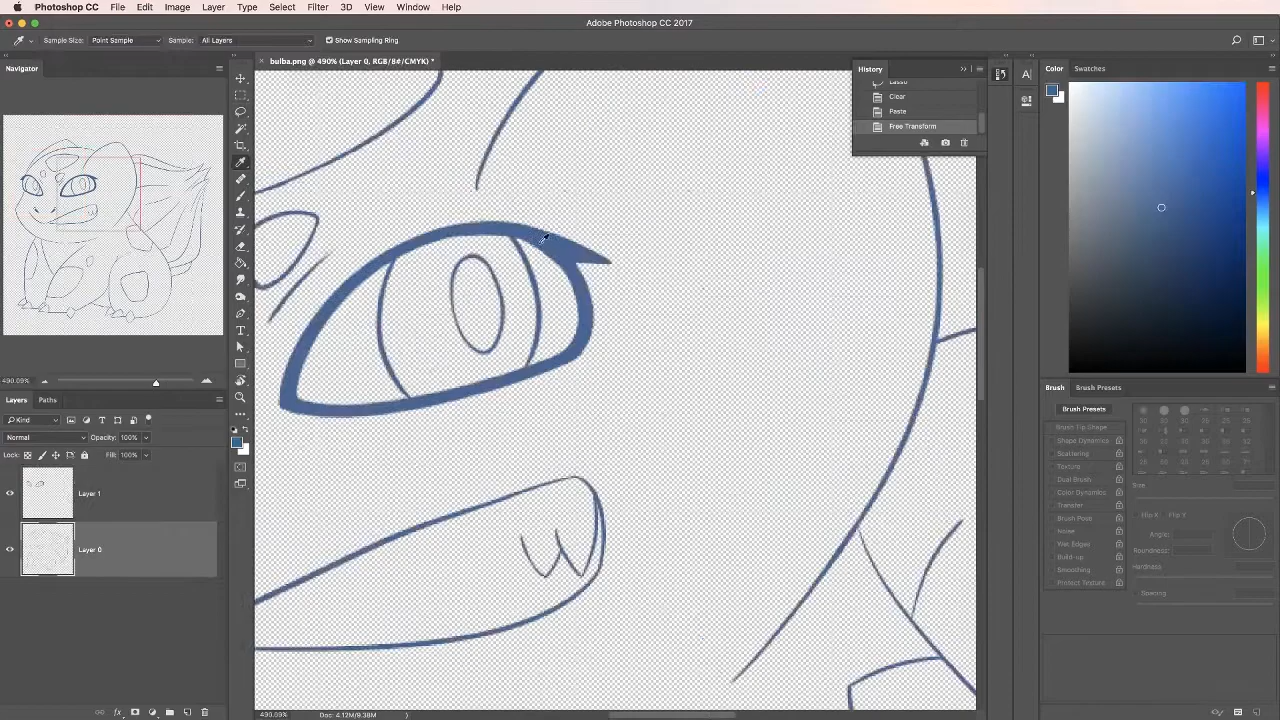 Photoshop CC File Edit Image Layer Type Select Filter 3D View Window Help
Adobe Photoshop CC 2017
Sample Size: Point Sample Sample: All Layers Show Sampling Ring
Navigator
bulba.png @ 490% (Layer 0, RGB/8#/CMYK) *
History
Lasso
Clear
Paste
Free Transform
Color Swatches
490.09%
Layers Paths
Kind
Normal Opacity: 100%
Lock: Fill: 100%
Layer 1
Layer 0
Brush Brush Presets
Brush Presets
Brush Tip Shape
Shape Dynamics
Scattering
Texture
Dual Brush
Color Dynamics
Transfer
Brush Pose
Noise
Wet Edges
Build-up
Smoothing
Protect Texture
Size
Flip X Flip Y
Angle:
Roundness:
Hardness
Spacing
490.09% Doc: 4.12M/9.38M